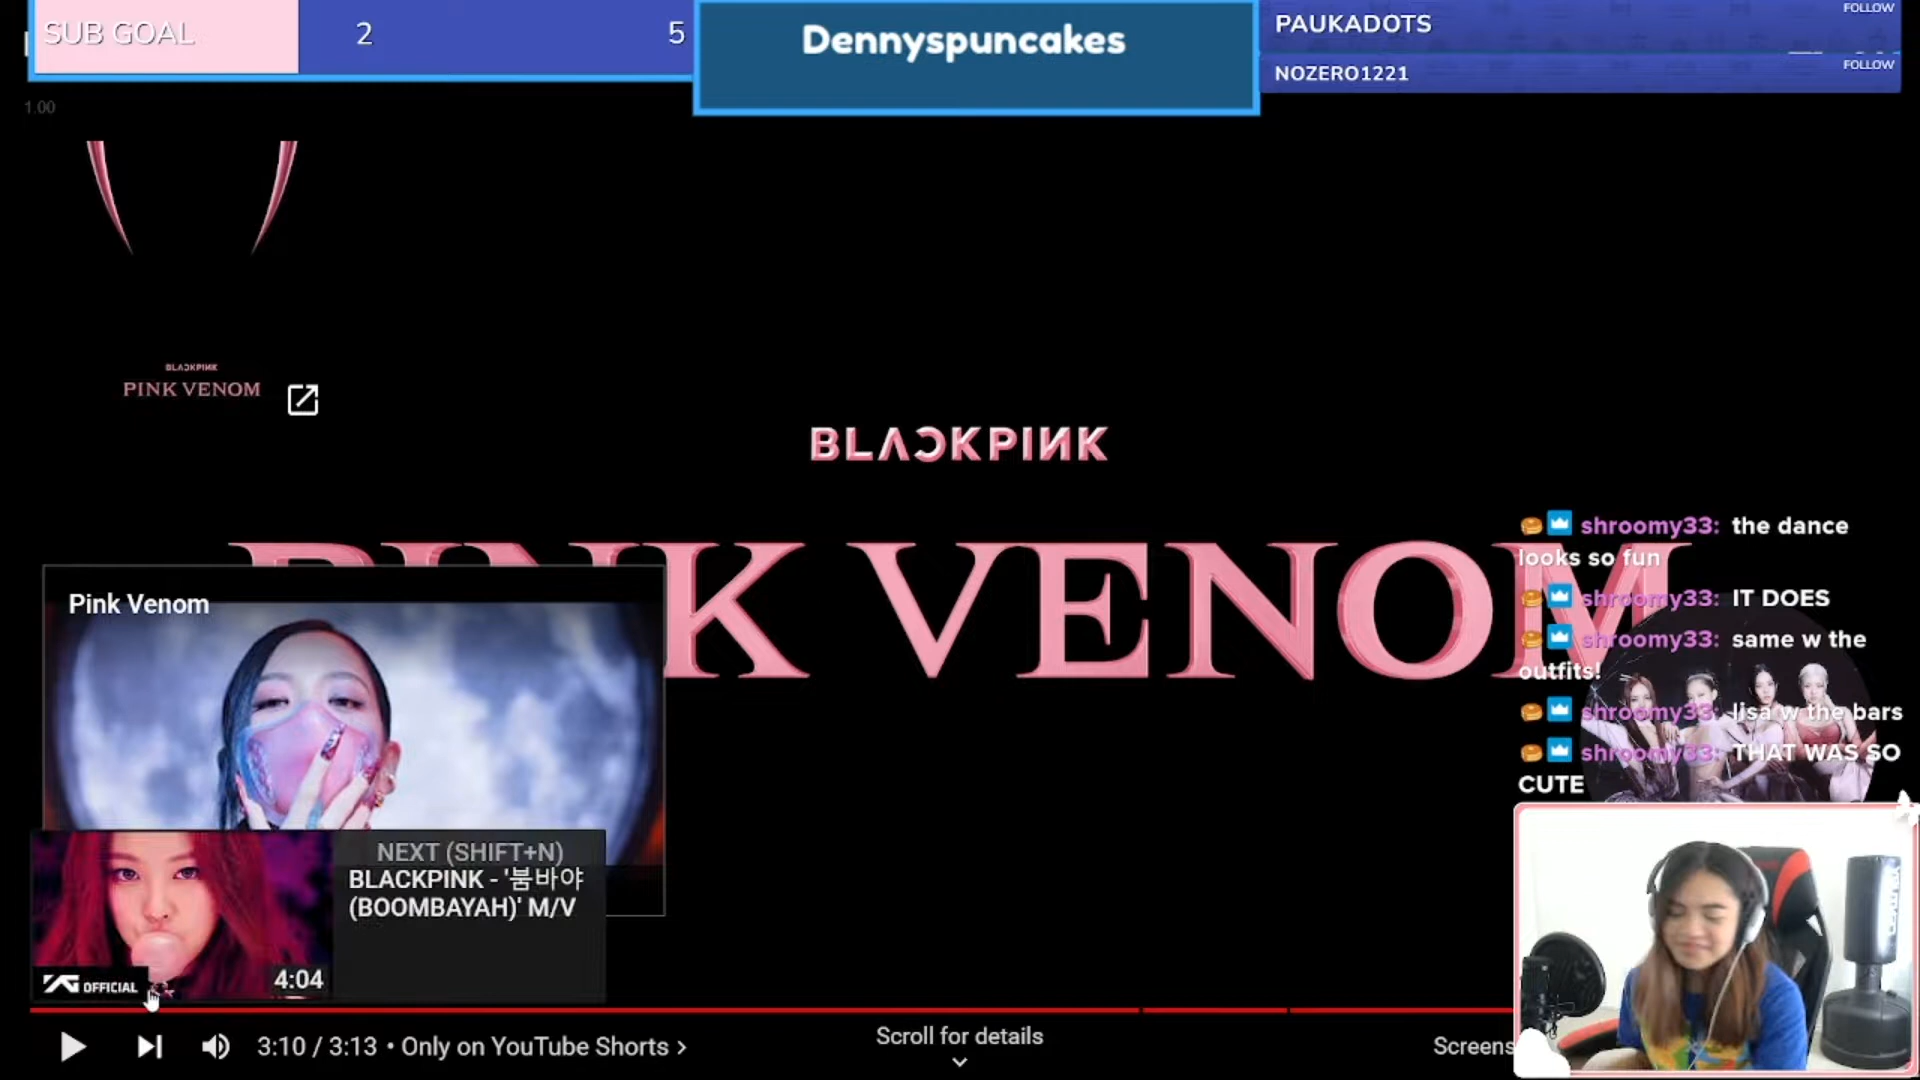 SUB GOAL
2
5
Dennyspuncakes
PAUKADOTS
FOLLOW
NOZERO1221
FOLLOW
1.00
BLACKPINK
PINK VENOM
BLACKPINK
PINK VENOM
shroomy33: the dance
looks so fun
shroomy33: IT DOES
shroomy33: same w the
outfits!
shroomy33: lisa w the bars
shroomy33: THAT WAS SO
CUTE
Pink Venom
NEXT (SHIFT+N)
BLACKPINK - '붐바야
(BOOMBAYAH)' M/V
YG OFFICIAL
4:04
3:10 / 3:13 • Only on YouTube Shorts
Scroll for details
Screens